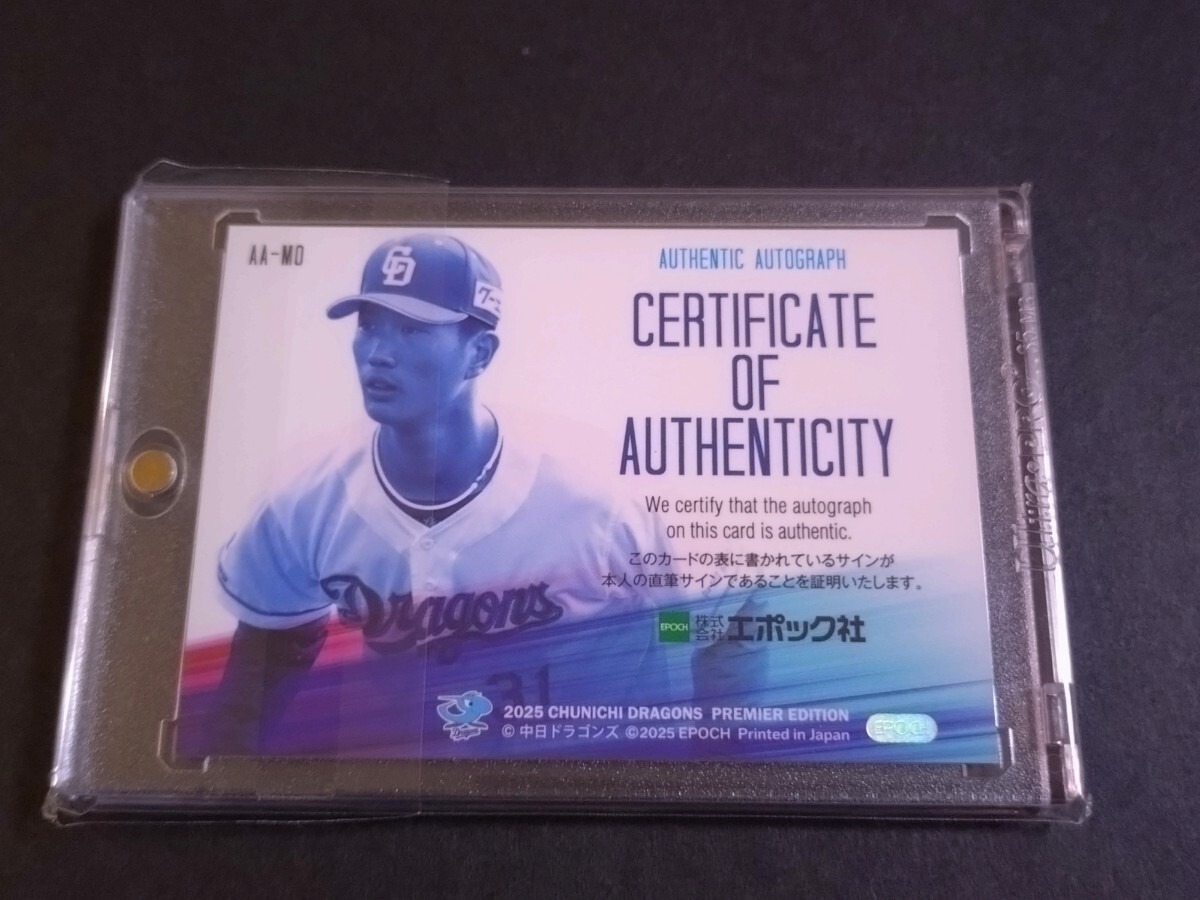 AA-MO
AUTHENTIC AUTOGRAPH
CERTIFICATE
OF
AUTHENTICITY
We certify that the autograph
on this card is authentic.
このカードの表に書かれているサインが
本人の直筆サインであることを証明いたします。
EPOCH 株式会社エポック社
CD
Dragons
31
Dragons
2025 CHUNICHI DRAGONS PREMIER EDITION
© 中日ドラゴンズ ©2025 EPOCH Printed in Japan
EPOCH